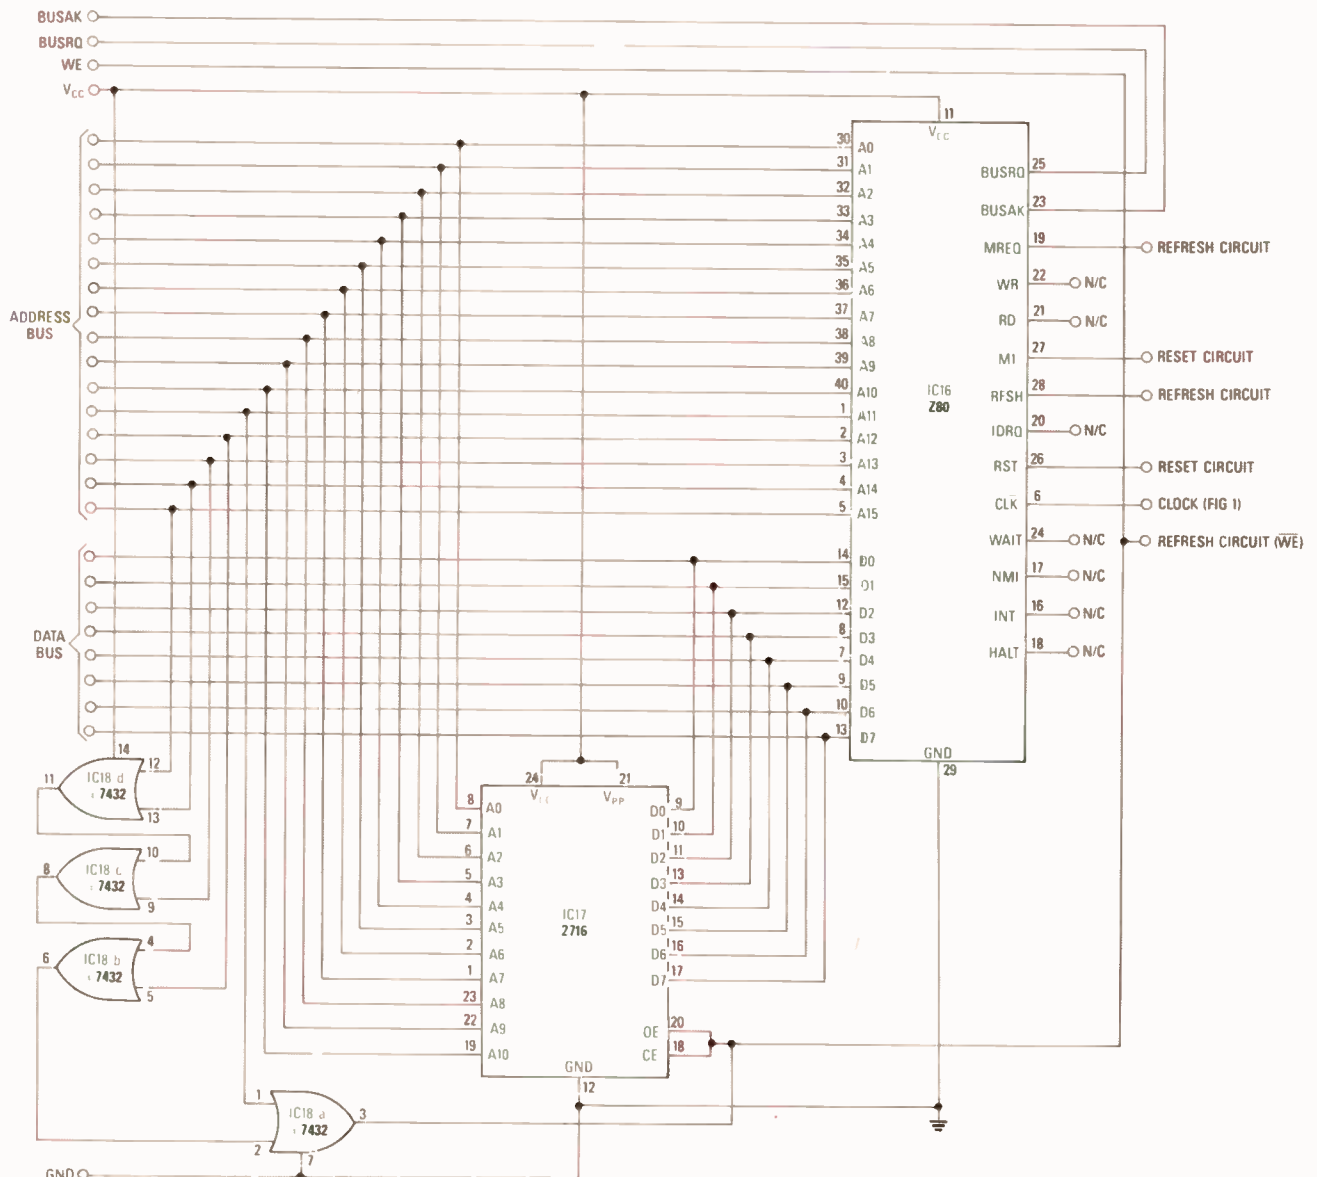 BUSAK
BUSRQ
WE
VCC
ADDRESS
BUS
DATA
BUS
GND
11
VCC
30 A0
31 A1
32 A2
33 A3
34 A4
35 A5
36 A6
37 A7
38 A8
39 A9
40 A10
1 A11
2 A12
3 A13
4 A14
5 A15
14 D0
15 D1
12 D2
8 D3
7 D4
9 D5
10 D6
13 D7
IC16
Z80
BUSRQ 25
BUSAK 23
MREQ 19 REFRESH CIRCUIT
WR 22 N/C
RD 21 N/C
M1 27 RESET CIRCUIT
RFSH 28 REFRESH CIRCUIT
IDRQ 20 N/C
RST 26 RESET CIRCUIT
CLK 6 CLOCK (FIG 1)
WAIT 24 N/C
REFRESH CIRCUIT (W̅E̅)
NMI 17 N/C
INT 16 N/C
HALT 18 N/C
GND
29
14
11 IC18 d 12
7432
13
10
8 IC18 c
7432
9
4
6 IC18 b
7432
5
1
IC18 a 3
7432
2
7
24 21
VCC VPP
8 A0
7 A1
6 A2
5 A3
4 A4
3 A5
2 A6
1 A7
23 A8
22 A9
19 A10
IC17
2716
D0 9
D1 10
D2 11
D3 13
D4 14
D5 15
D6 16
D7 17
OE 20
CE 18
GND
12